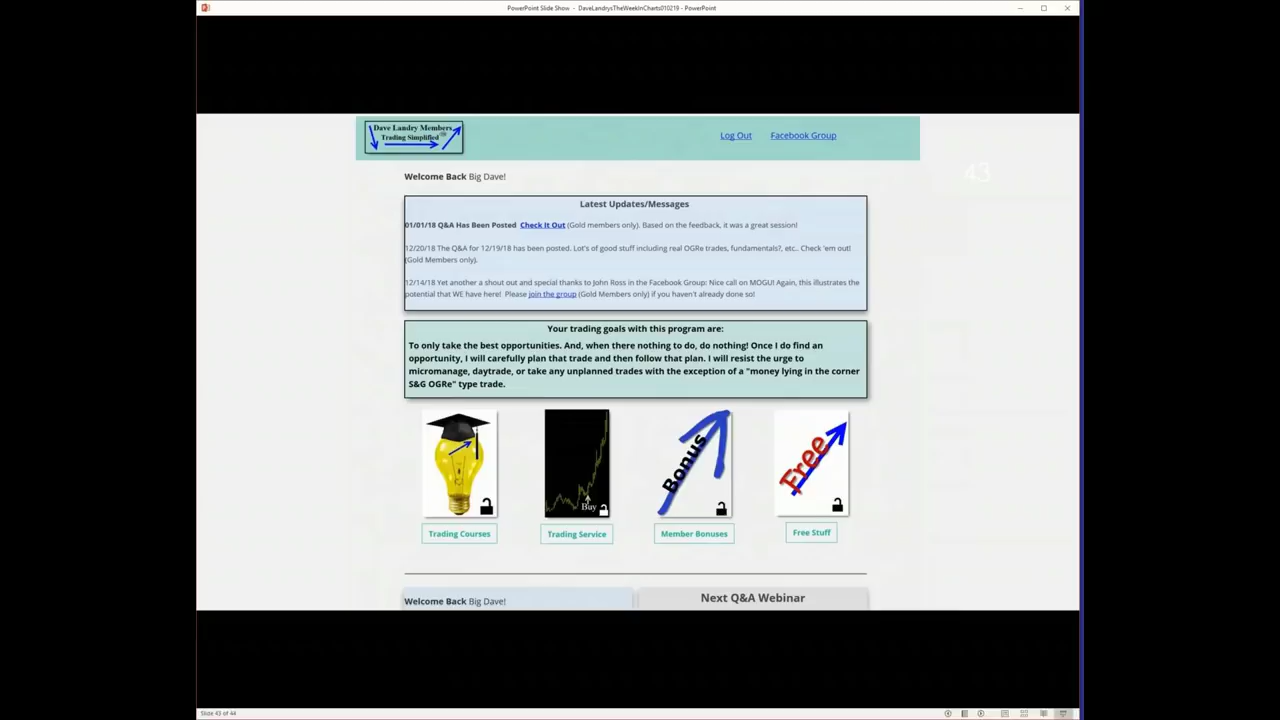 PowerPoint Slide Show - DaveLandrysTheWeekInCharts010219 - PowerPoint
Dave Landry Members
Trading Simplified
Log Out Facebook Group
43
Welcome Back Big Dave!
Latest Updates/Messages
01/01/18 Q&A Has Been Posted Check It Out (Gold members only). Based on the feedback, it was a great session!
12/20/18 The Q&A for 12/19/18 has been posted. Lot's of good stuff including real OGRe trades, fundamentals?, etc.. Check 'em out!
(Gold Members only).
12/14/18 Yet another a shout out and special thanks to John Ross in the Facebook Group: Nice call on MOGU! Again, this illustrates the
potential that WE have here! Please join the group (Gold Members only) if you haven't already done so!
Your trading goals with this program are:
To only take the best opportunities. And, when there nothing to do, do nothing! Once I do find an
opportunity, I will carefully plan that trade and then follow that plan. I will resist the urge to
micromanage, daytrade, or take any unplanned trades with the exception of a "money lying in the corner
S&G OGRe" type trade.
Buy
Bonus
Free
Trading Courses
Trading Service
Member Bonuses
Free Stuff
Welcome Back Big Dave!
Next Q&A Webinar
Slide 43 of 44